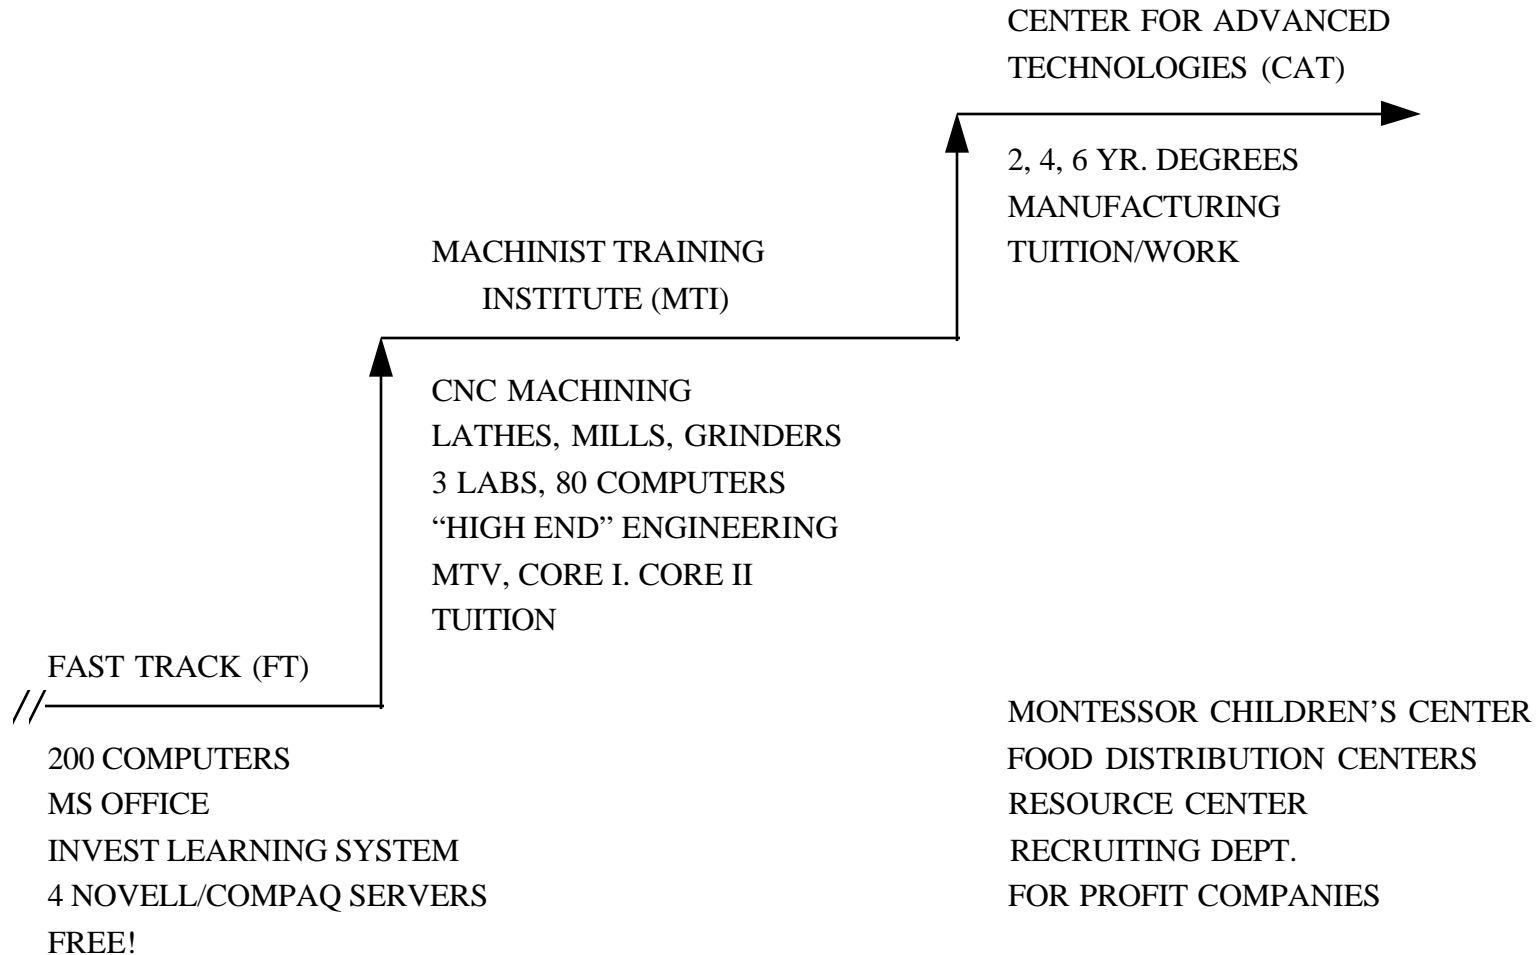 CENTER FOR ADVANCED
TECHNOLOGIES (CAT)
2, 4, 6 YR. DEGREES
MANUFACTURING
TUITION/WORK
MACHINIST TRAINING
INSTITUTE (MTI)
CNC MACHINING
LATHES, MILLS, GRINDERS
3 LABS, 80 COMPUTERS
“HIGH END” ENGINEERING
MTV, CORE I. CORE II
TUITION
FAST TRACK (FT)
//
200 COMPUTERS
MS OFFICE
INVEST LEARNING SYSTEM
4 NOVELL/COMPAQ SERVERS
FREE!
MONTESSOR CHILDREN’S CENTER
FOOD DISTRIBUTION CENTERS
RESOURCE CENTER
RECRUITING DEPT.
FOR PROFIT COMPANIES